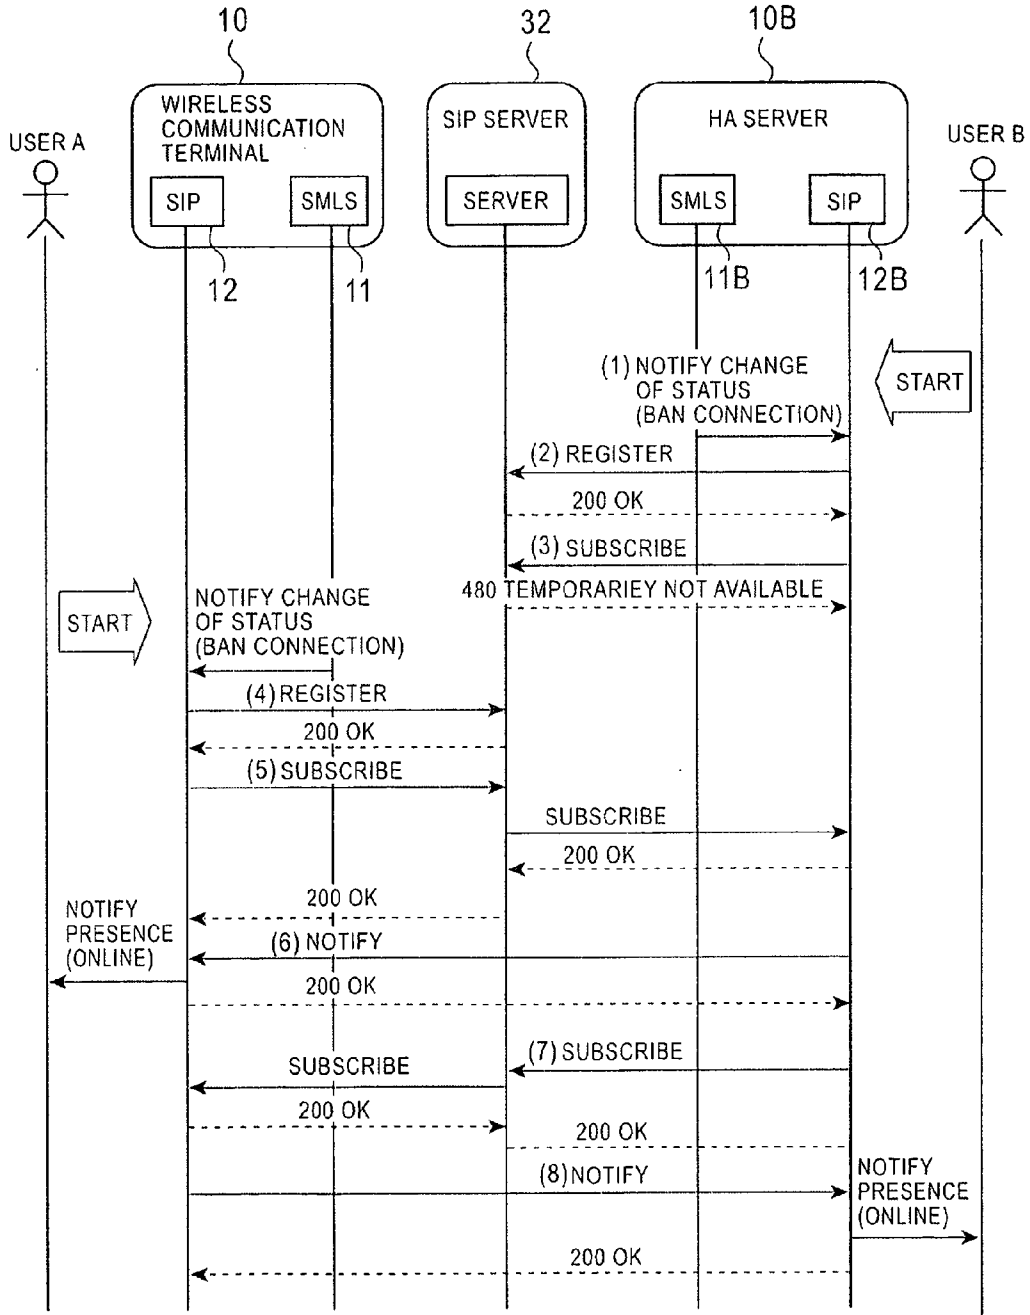 10
32
10B
WIRELESS
COMMUNICATION
TERMINAL
SIP SERVER
HA SERVER
USER A
USER B
SIP
SMLS
SERVER
SMLS
SIP
12
11
11B
12B
(1) NOTIFY CHANGE
OF STATUS
(BAN CONNECTION)
START
(2) REGISTER
200 OK
(3) SUBSCRIBE
480 TEMPORARIEY NOT AVAILABLE
START
NOTIFY CHANGE
OF STATUS
(BAN CONNECTION)
(4) REGISTER
200 OK
(5) SUBSCRIBE
SUBSCRIBE
200 OK
200 OK
NOTIFY
PRESENCE
(ONLINE)
(6) NOTIFY
200 OK
(7) SUBSCRIBE
SUBSCRIBE
200 OK
200 OK
(8) NOTIFY
NOTIFY
PRESENCE
(ONLINE)
200 OK